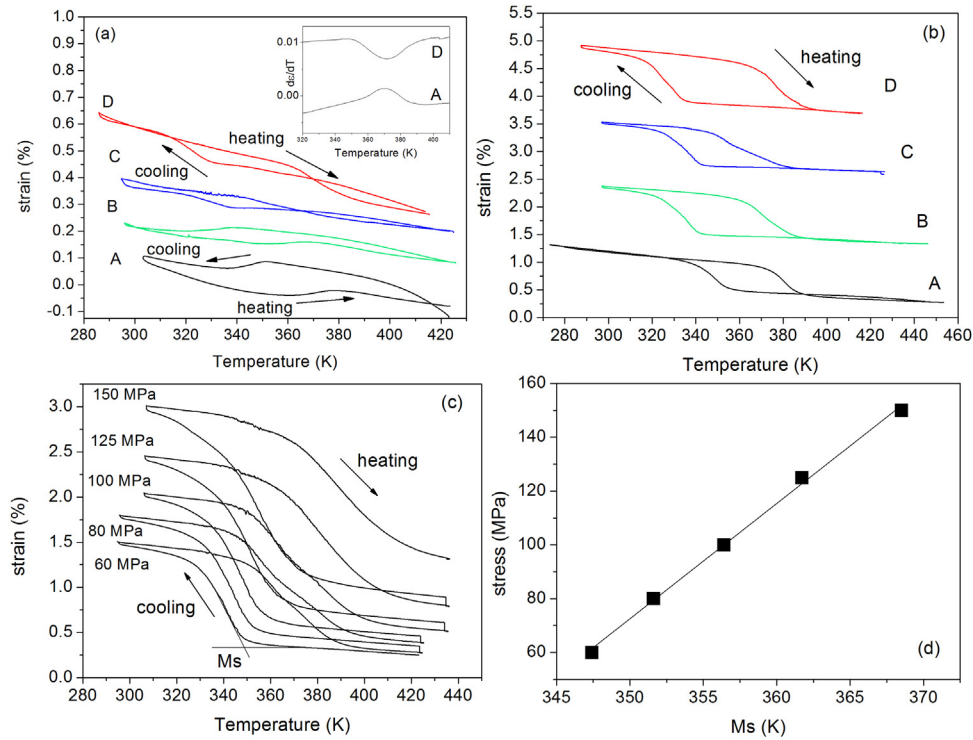 (a)
1.0
0.9
0.8
0.7
0.6
0.5
0.4
0.3
0.2
0.1
0.0
-0.1
strain (%)
D
C
B
A
cooling
heating
cooling
heating
280 300 320 340 360 380 400 420 440
Temperature (K)
0.01
0.00
dε/dT
D
A
320 340 360 380 400
Temperature (K)
(b)
5.5
5.0
4.5
4.0
3.5
3.0
2.5
2.0
1.5
1.0
0.5
0.0
strain (%)
heating
cooling
D
C
B
A
280 300 320 340 360 380 400 420 440 460
Temperature (K)
(c)
3.0
2.5
2.0
1.5
1.0
0.5
0.0
strain (%)
150 MPa
125 MPa
100 MPa
80 MPa
60 MPa
heating
cooling
Ms
280 300 320 340 360 380 400 420 440
Temperature (K)
160
140
120
100
80
60
stress (MPa)
(d)
345 350 355 360 365 370
Ms (K)